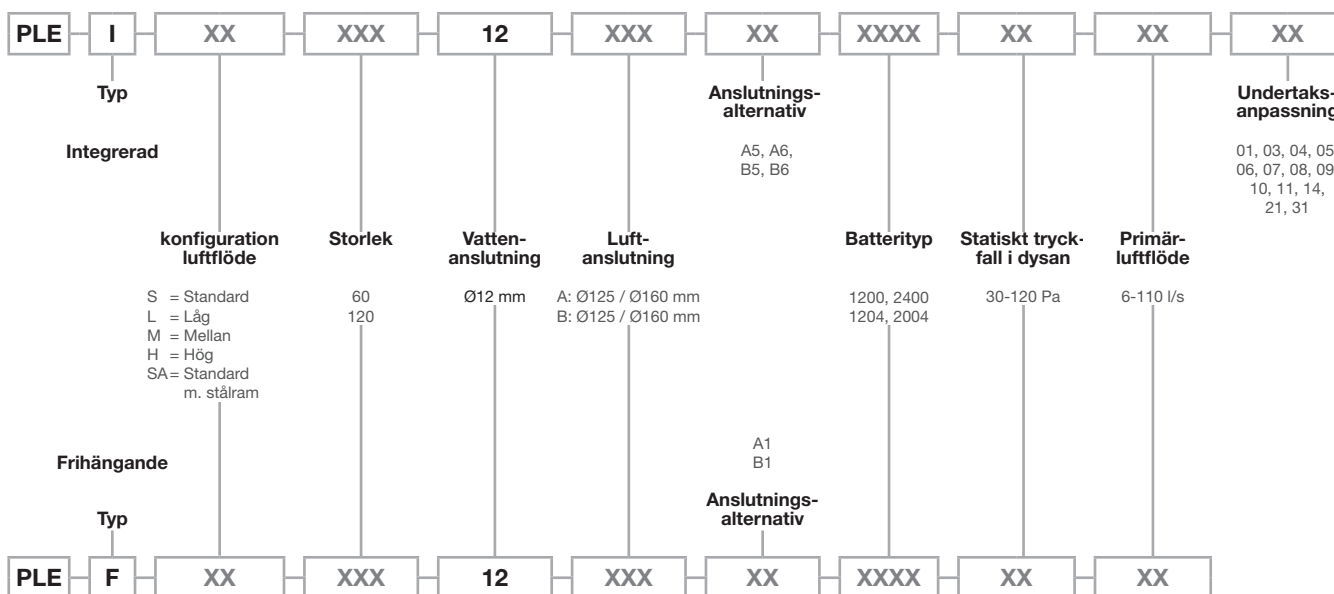 PLE I XX XXX 12 XXX XX XXXX XX XX XX
Typ
Integrerad
Anslutnings-
alternativ
A5, A6,
B5, B6
Undertaks-
anpassning
01, 03, 04, 05
06, 07, 08, 09
10, 11, 14,
21, 31
konfiguration
luftflöde
S = Standard
L = Låg
M = Mellan
H = Hög
SA= Standard
m. stålram
Storlek
60
120
Vatten-
anslutning
Ø12 mm
Luft-
anslutning
A: Ø125 / Ø160 mm
B: Ø125 / Ø160 mm
Batterityp
1200, 2400
1204, 2004
Statiskt tryck-
fall i dysan
30-120 Pa
Primär-
luftflöde
6-110 l/s
Frihängande
Typ
A1
B1
Anslutnings-
alternativ
PLE F XX XXX 12 XXX XX XXXX XX XX